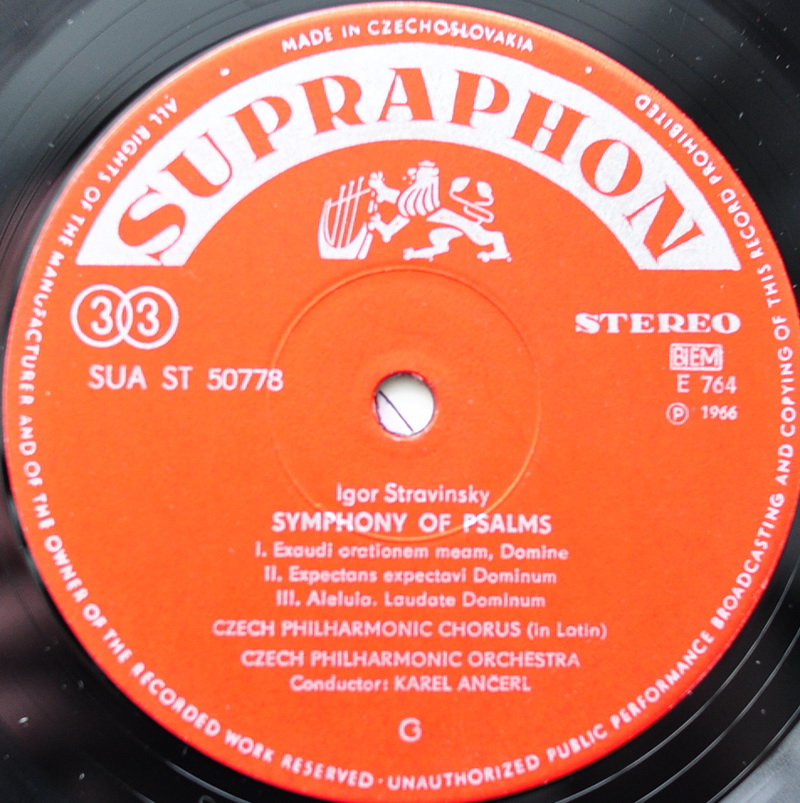 MADE IN CZECHOSLOVAKIA
ALL RIGHTS OF THE MANUFACTURER AND OF THE OWNER OF THE RECORDED WORK RESERVED · UNAUTHORIZED PUBLIC PERFORMANCE BROADCASTING AND COPYING OF THIS RECORD PROHIBITED
SUPRAPHON
33
STEREO
BIEM
SUA ST 50778
E 764
Ⓟ 1966
Igor Stravinsky
SYMPHONY OF PSALMS
I. Exaudi orationem meam, Domine
II. Expectans expectavi Dominum
III. Aleluia. Laudate Dominum
CZECH PHILHARMONIC CHORUS (in Latin)
CZECH PHILHARMONIC ORCHESTRA
Conductor: KAREL ANČERL
G